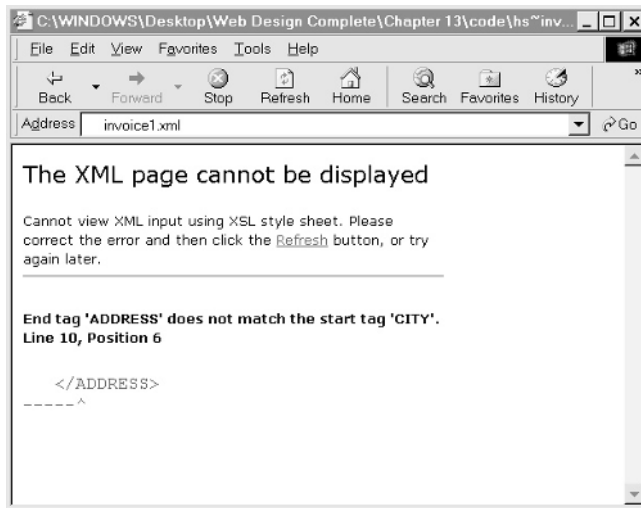 C:\WINDOWS\Desktop\Web Design Complete\Chapter 13\code\hs~inv...
File Edit View Favorites Tools Help
Back Forward Stop Refresh Home Search Favorites History »
Address invoice1.xml Go
The XML page cannot be displayed
Cannot view XML input using XSL style sheet. Please
correct the error and then click the Refresh button, or try
again later.
End tag 'ADDRESS' does not match the start tag 'CITY'.
Line 10, Position 6
</ADDRESS>
-----^